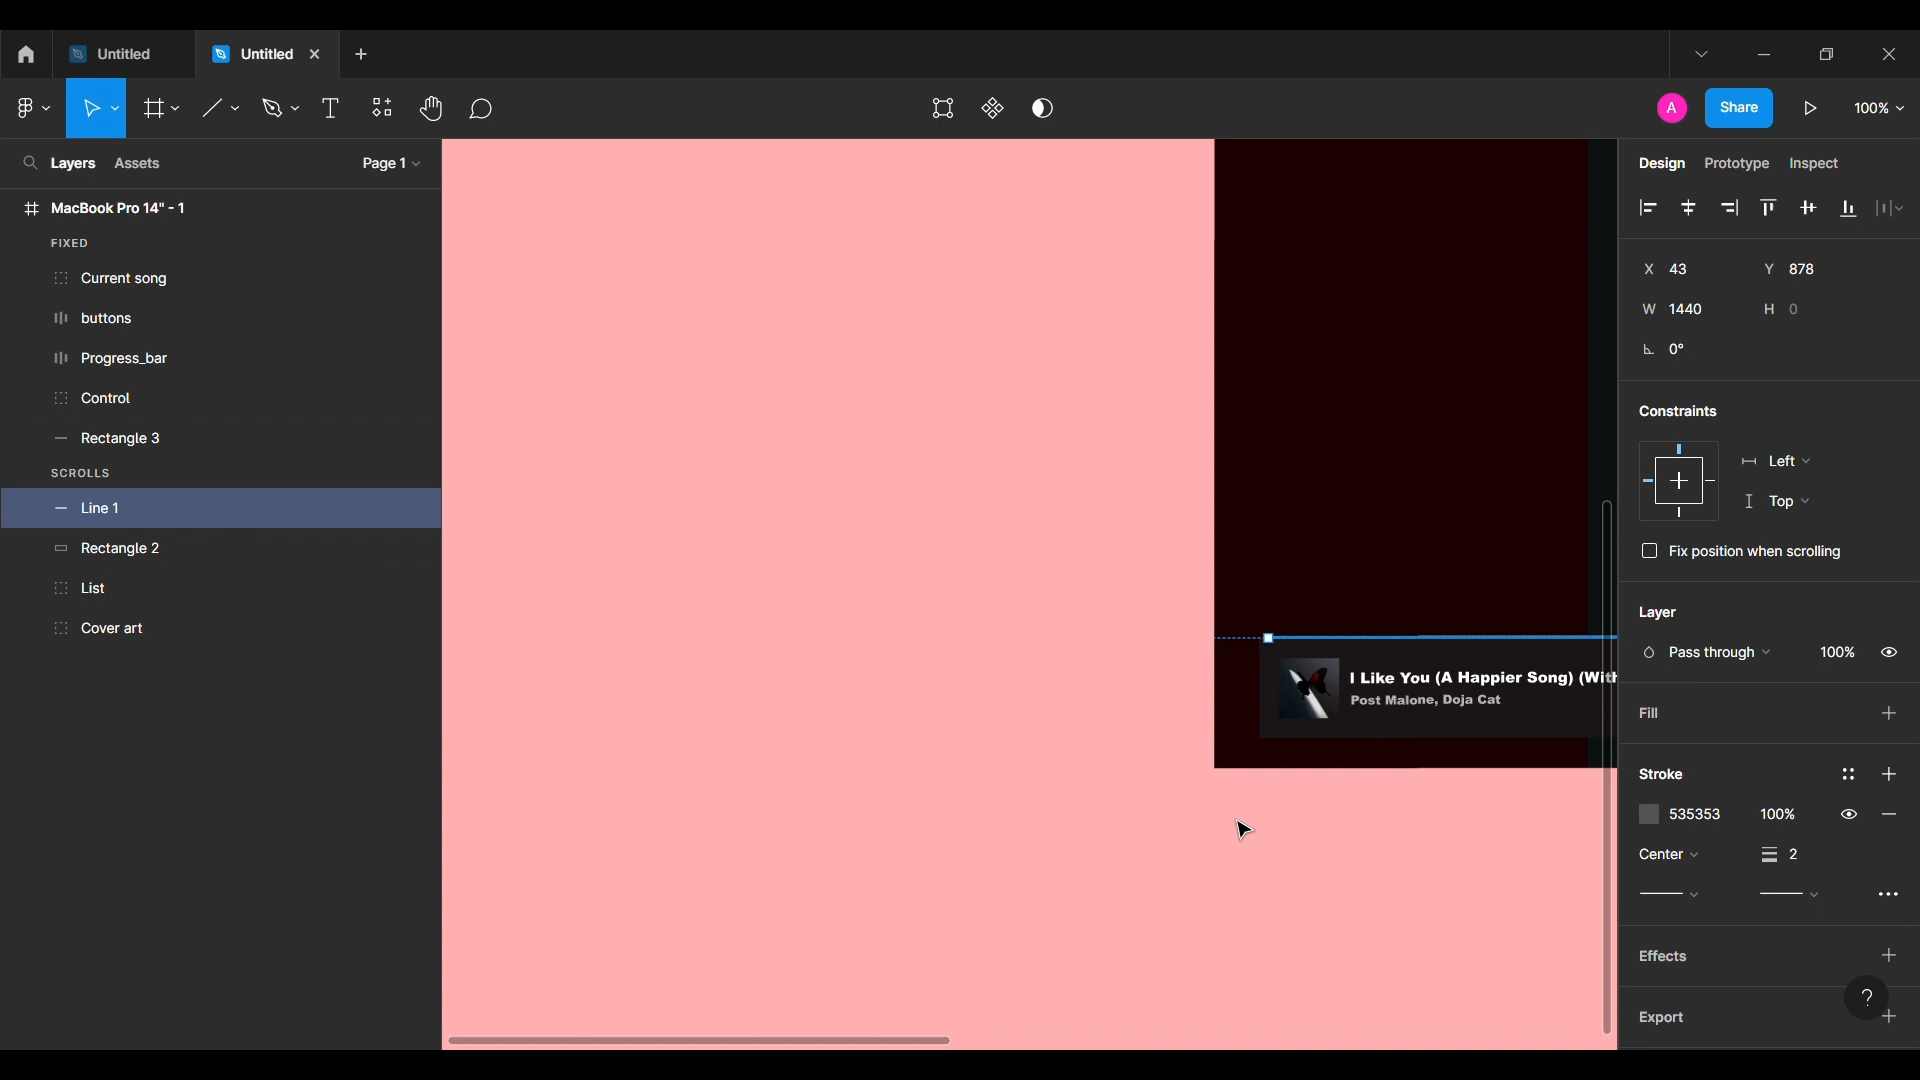 Untitled
Untitled
A
Share
100%
Layers
Assets
Page 1
Design
Prototype
Inspect
MacBook Pro 14" - 1
FIXED
Current song
buttons
Progress_bar
Control
Rectangle 3
SCROLLS
Line 1
Rectangle 2
List
Cover art
I Like You (A Happier Song) (With
Post Malone, Doja Cat
X 43
Y 878
W 1440
H 0
0°
Constraints
Left
Top
Fix position when scrolling
Layer
Pass through
100%
Fill
Stroke
535353
100%
Center
2
Effects
?
Export